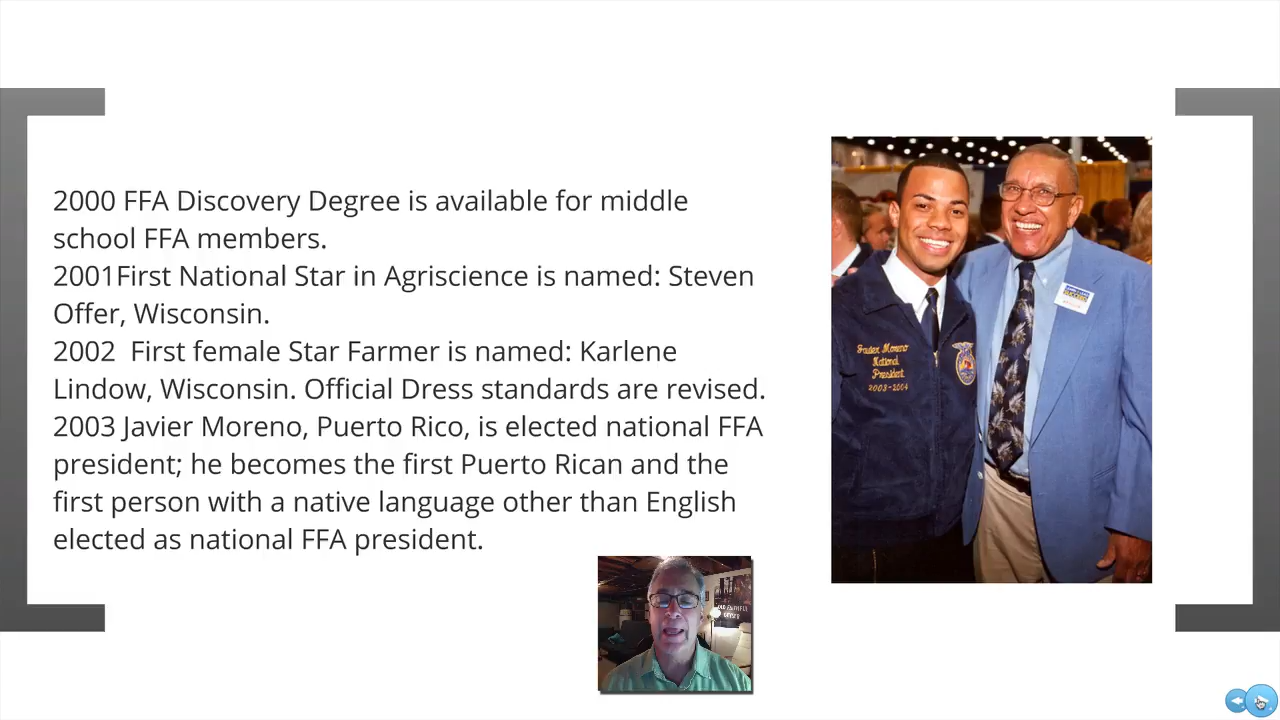 2000 FFA Discovery Degree is available for middle
school FFA members.
2001First National Star in Agriscience is named: Steven
Offer, Wisconsin.
2002  First female Star Farmer is named: Karlene
Lindow, Wisconsin. Official Dress standards are revised.
2003 Javier Moreno, Puerto Rico, is elected national FFA
president; he becomes the first Puerto Rican and the
first person with a native language other than English
elected as national FFA president.
Javier Moreno
National
President
2003-2004